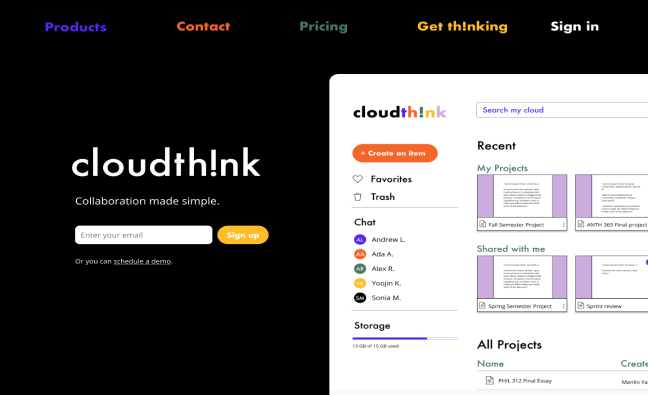 Products Contact Pricing Get th!nking Sign in
cloudth!nk
Collaboration made simple.
Enter your email Sign up
Or you can schedule a demo.
cloudth!nk
Search my cloud
+ Create an item
Favorites
Trash
Chat
AL Andrew L.
AA Ada A.
AR Alex R.
Yoojin K.
SM Sonia M.
Storage
13 GB of 15 GB used
Recent
My Projects
Fall Semester Project
ANTH 365 Final project
Shared with me
Spring Semester Project
Sprint review
All Projects
Name Create
PHIL 312 Final Essay Manlin Ya